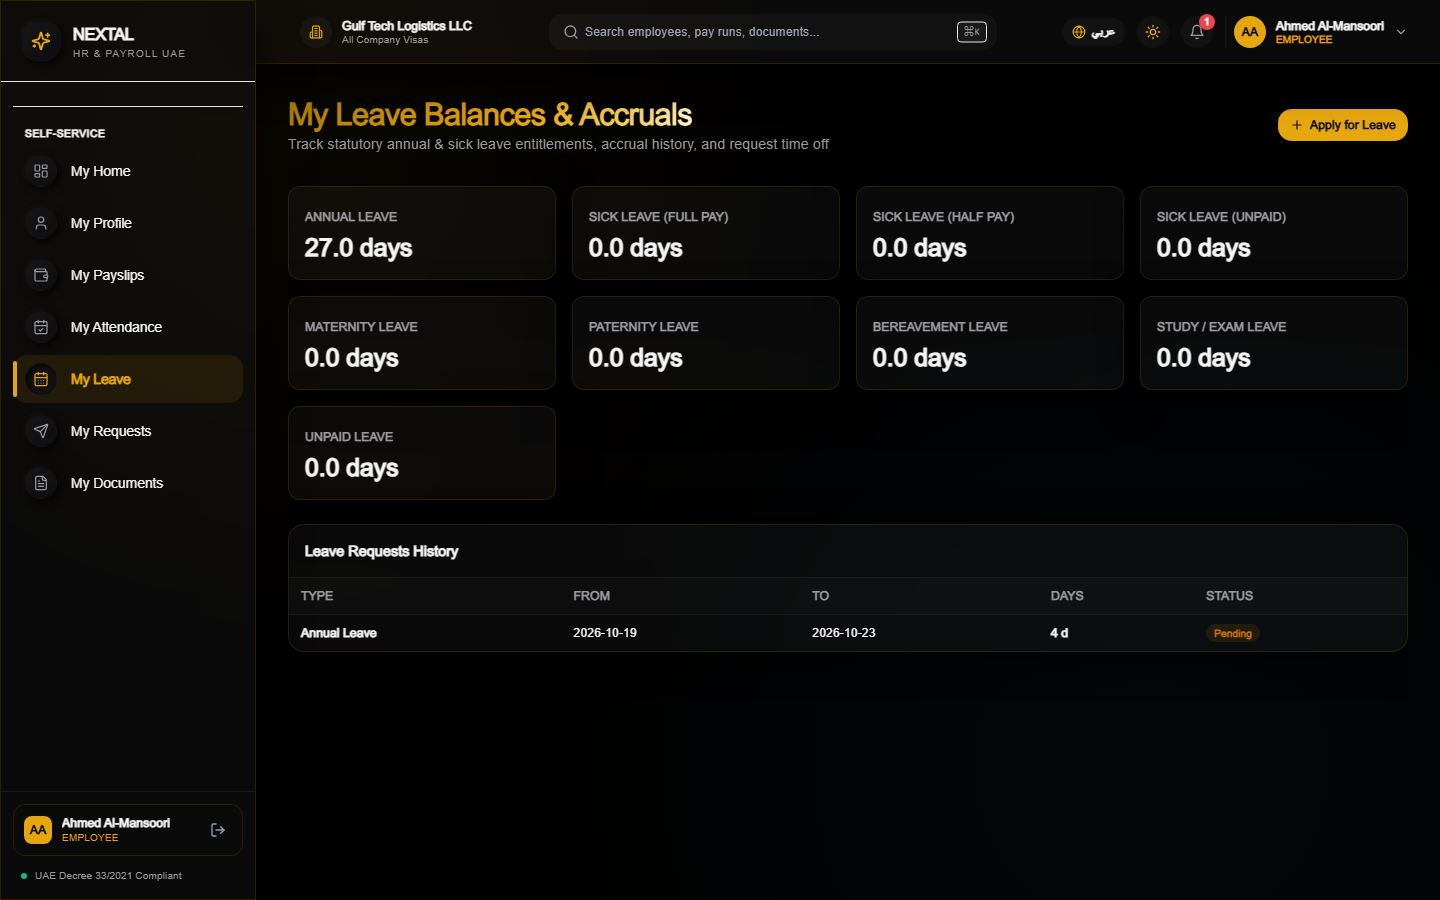 NEXTAL
HR & PAYROLL UAE
SELF-SERVICE
My Home
My Profile
My Payslips
My Attendance
My Leave
My Requests
My Documents
AA
Ahmed Al-Mansoori
EMPLOYEE
UAE Decree 33/2021 Compliant
Gulf Tech Logistics LLC
All Company Visas
Search employees, pay runs, documents...
⌘K
عربي
1
AA
Ahmed Al-Mansoori
EMPLOYEE
My Leave Balances & Accruals
Track statutory annual & sick leave entitlements, accrual history, and request time off
Apply for Leave
ANNUAL LEAVE
27.0 days
SICK LEAVE (FULL PAY)
0.0 days
SICK LEAVE (HALF PAY)
0.0 days
SICK LEAVE (UNPAID)
0.0 days
MATERNITY LEAVE
0.0 days
PATERNITY LEAVE
0.0 days
BEREAVEMENT LEAVE
0.0 days
STUDY / EXAM LEAVE
0.0 days
UNPAID LEAVE
0.0 days
Leave Requests History
TYPE FROM TO DAYS STATUS
Annual Leave 2026-10-19 2026-10-23 4 d Pending